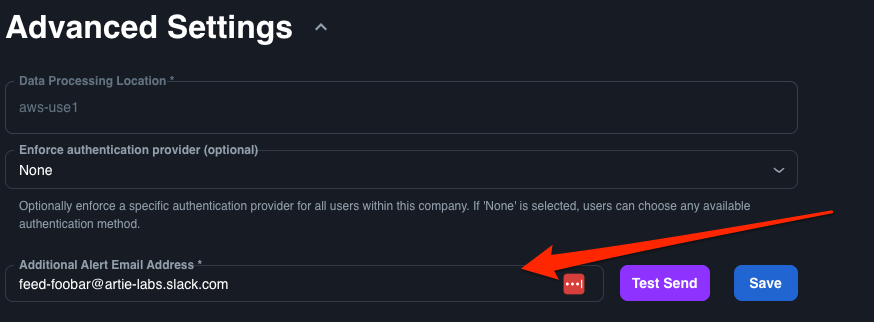 Advanced Settings
Data Processing Location *
aws-use1
Enforce authentication provider (optional)
None
Optionally enforce a specific authentication provider for all users within this company. If 'None' is selected, users can choose any available
authentication method.
Additional Alert Email Address *
feed-foobar@artie-labs.slack.com
Test Send
Save